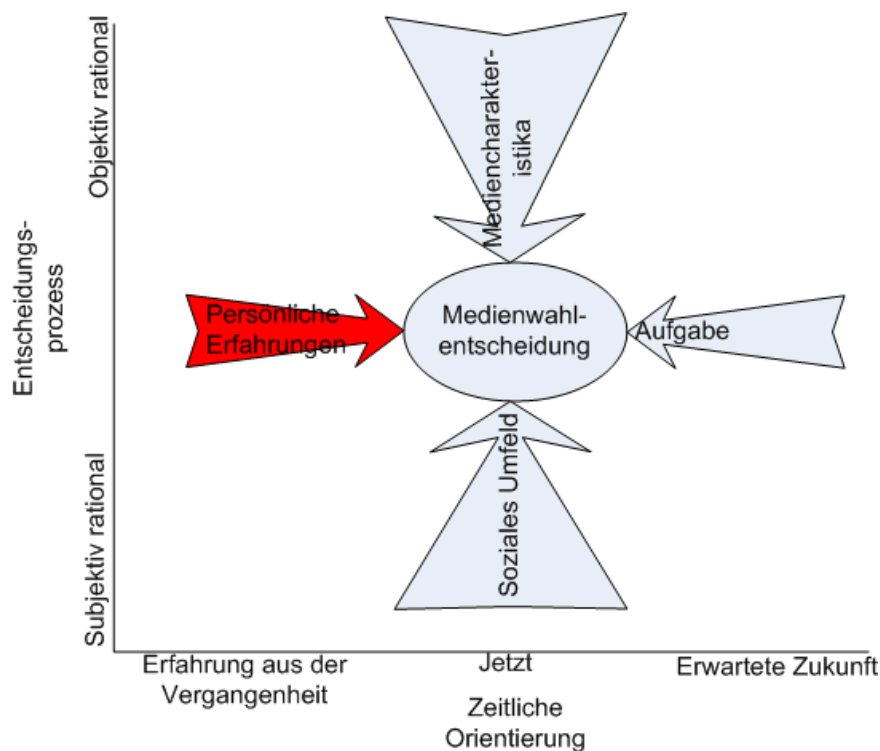 Objektiv rational
Mediencharakter-
istika
Entscheidungs-
prozess
Persönliche
Erfahrungen
Medienwahl-
entscheidung
Aufgabe
Subjektiv rational
Soziales Umfeld
Erfahrung aus der
Vergangenheit
Jetzt
Erwartete Zukunft
Zeitliche
Orientierung